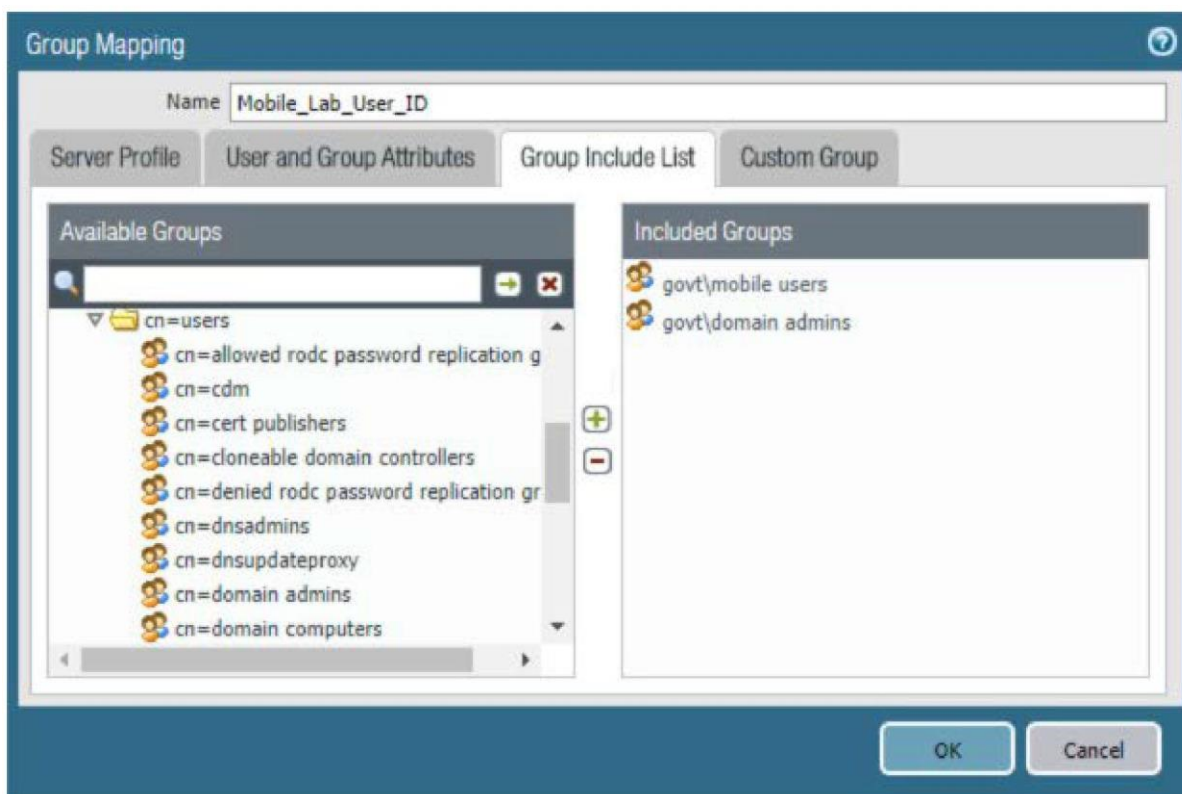 Group Mapping
Name Mobile_Lab_User_ID
Server Profile User and Group Attributes Group Include List Custom Group
Available Groups
cn=users
cn=allowed rodc password replication g
cn=cdm
cn=cert publishers
cn=cloneable domain controllers
cn=denied rodc password replication gr
cn=dnsadmins
cn=dnsupdateproxy
cn=domain admins
cn=domain computers
Included Groups
govt\mobile users
govt\domain admins
OK Cancel